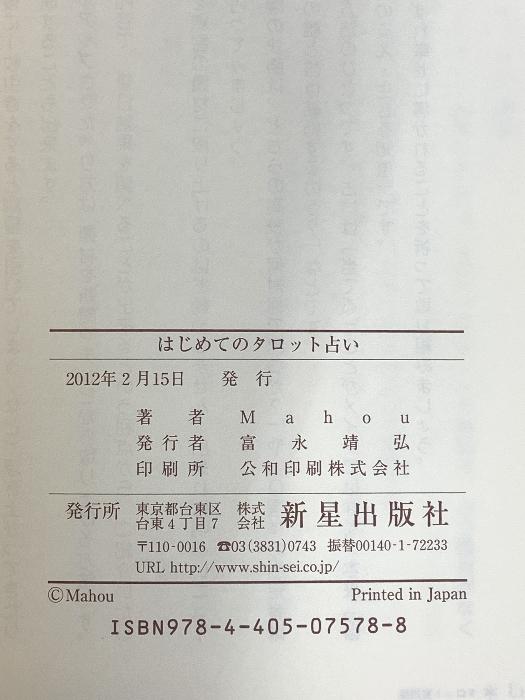 はじめてのタロット占い
2012年2月15日 発行
著者 Mahou
発行者 富永靖弘
印刷所 公和印刷株式会社
発行所 東京都台東区台東4丁目7 株式会社 新星出版社
〒110-0016 ☎03(3831)0743 振替00140-1-72233
URL http://www.shin-sei.co.jp/
©Mahou Printed in Japan
ISBN978-4-405-07578-8